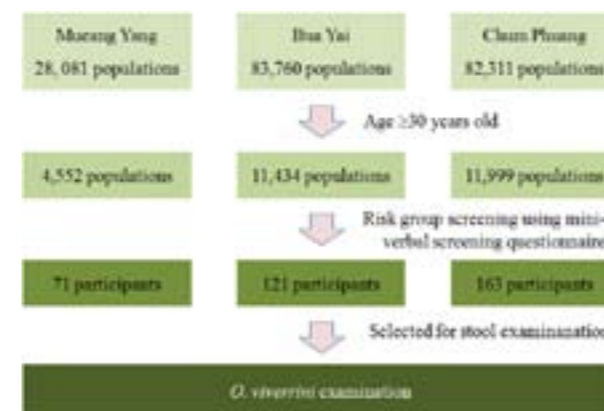 Mueang Yang
28, 081 populations
Bua Yai
83,760 populations
Chum Phuang
82,311 populations
Age ≥30 years old
4,552 populations
11,434 populations
11,999 populations
Risk group screening using mini-
verbal screening questionnaire
71 participants
121 participants
163 participants
Selected for stool examinanation
O. viverrini examination